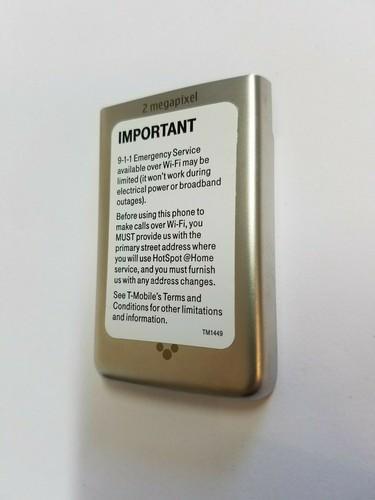 2 megapixel
IMPORTANT
9-1-1 Emergency Service
available over Wi-Fi may be
limited (it won't work during
electrical power or broadband
outages).
Before using this phone to
make calls over Wi-Fi, you
MUST provide us with the
primary street address where
you will use HotSpot @Home
service, and you must furnish
us with any address changes.
See T-Mobile's Terms and
Conditions for other limitations
and information.
TM1449